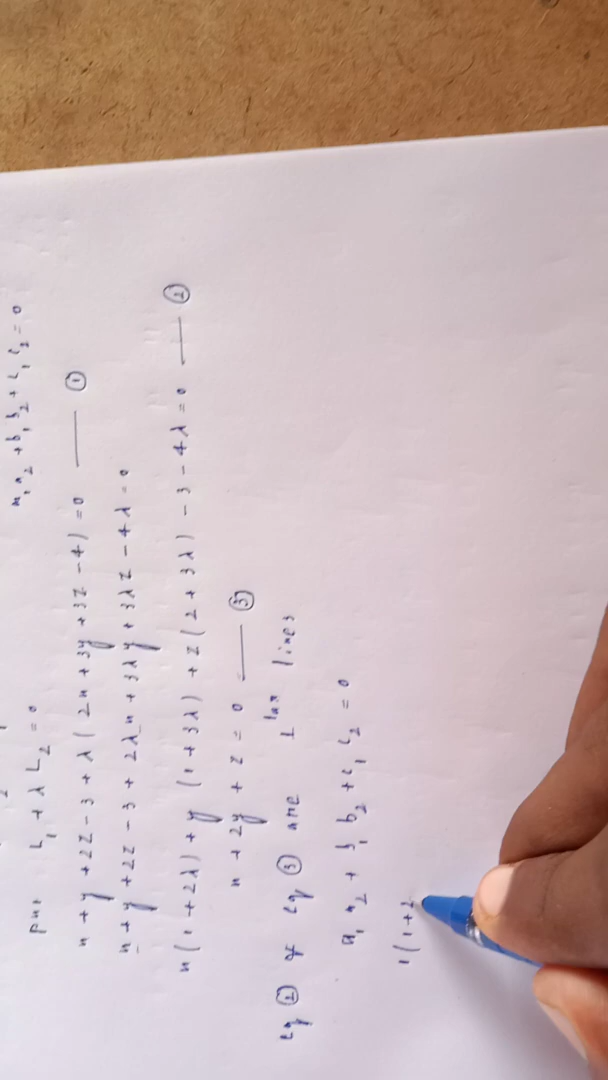 a₁a₂ + b₁b₂ + c₁c₂ = 0
put L₁ + λL₂ = 0
x + y + 2z - 3 + λ(2x + 3y + 3z - 4) = 0 —— ①
x + y + 2z - 3 + 2λx + 3λy + 3λz - 4λ = 0
x(1 + 2λ) + y(1 + 3λ) + z(2 + 3λ) - 3 - 4λ = 0 —— ②
x + 2y + z = 0 —— ③
eq ② & eq ③ are ⊥lar lines
a₁a₂ + b₁b₂ + c₁c₂ = 0
1(1+2